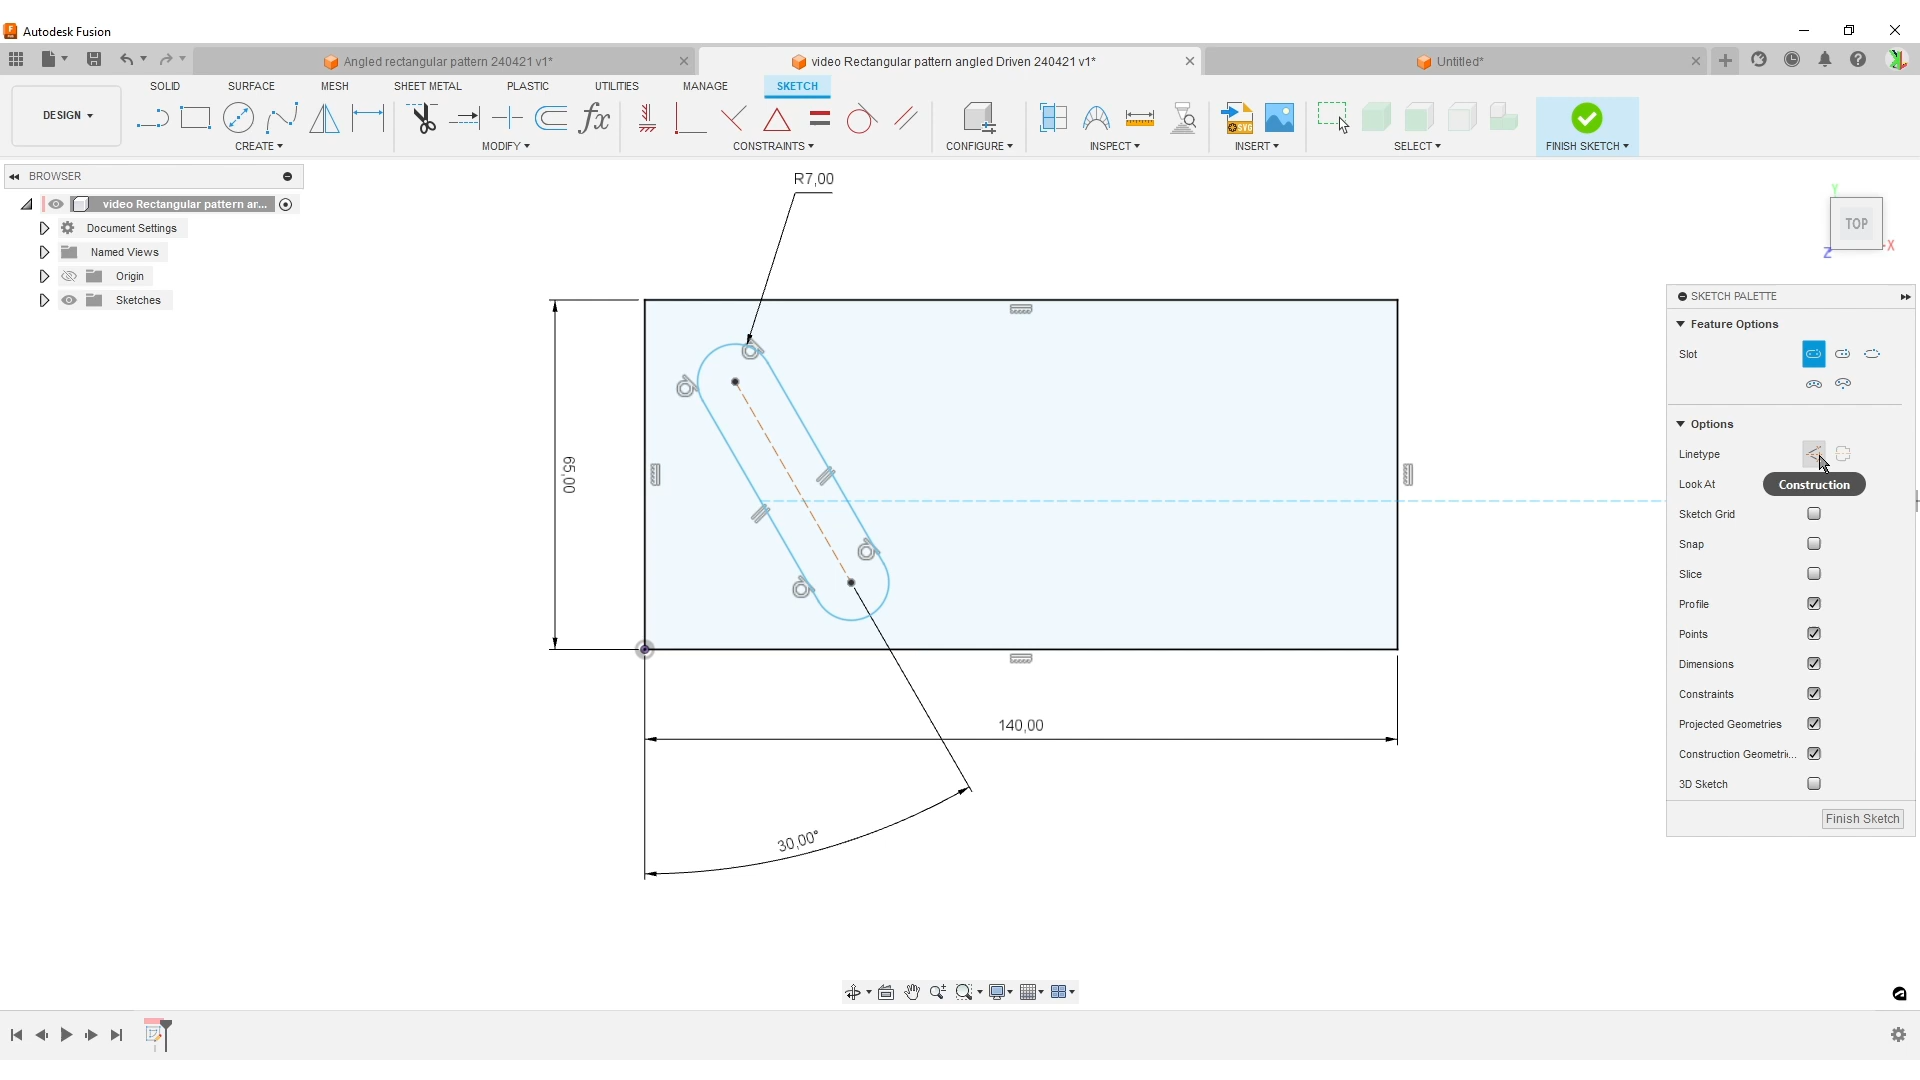 Autodesk Fusion
Angled rectangular pattern 240421 v1*
video Rectangular pattern angled Driven 240421 v1*
Untitled*
DESIGN
SOLID
SURFACE
MESH
SHEET METAL
PLASTIC
UTILITIES
MANAGE
SKETCH
fx
SVG
CREATE
MODIFY
CONSTRAINTS
CONFIGURE
INSPECT
INSERT
SELECT
FINISH SKETCH
BROWSER
video Rectangular pattern ar...
Document Settings
Named Views
Origin
Sketches
R7,00
65,00
140,00
30,00°
Y
TOP
X
Z
SKETCH PALETTE
Feature Options
Slot
Options
Linetype
Look At
Construction
Sketch Grid
Snap
Slice
Profile
Points
Dimensions
Constraints
Projected Geometries
Construction Geometri...
3D Sketch
Finish Sketch